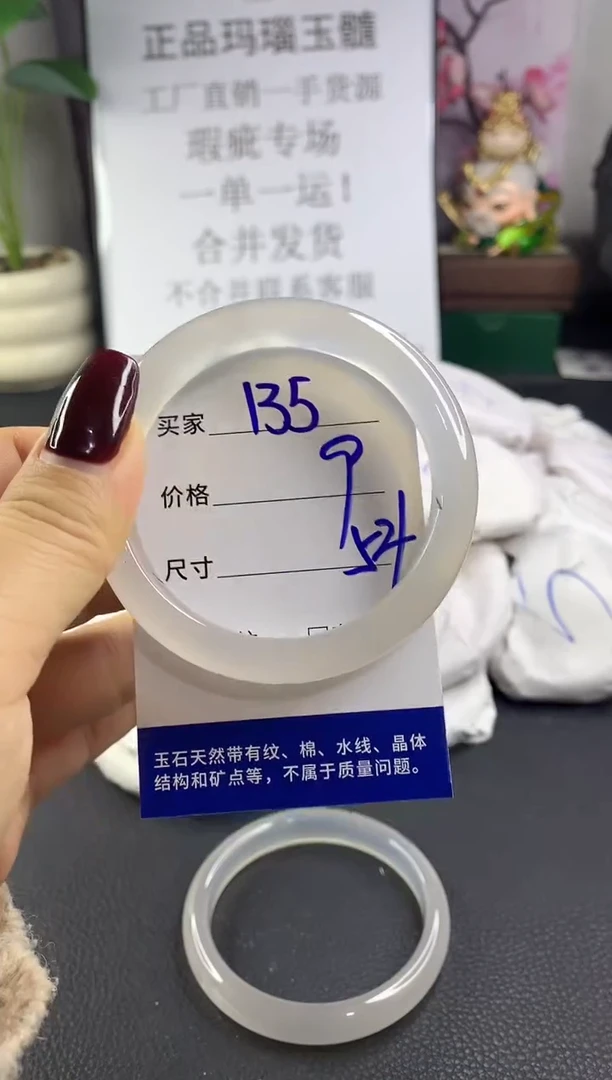 正品玛瑙玉髓
工厂直销一手货源
瑕疵专场
一单一运!
合并发货
不合并联系客服
买家 135
价格 9
尺寸 54
玉石天然带有纹、棉、水线、晶体
结构和矿点等，不属于质量问题。